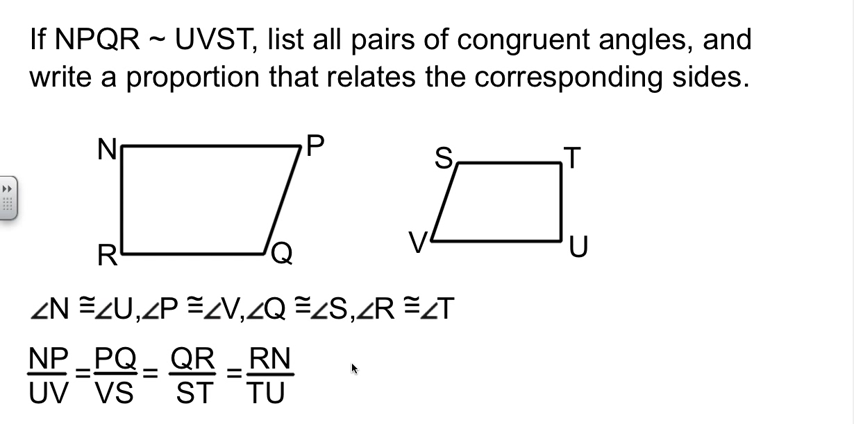 If NPQR ~ UVST, list all pairs of congruent angles, and
write a proportion that relates the corresponding sides.
N P
S T
R Q
V U
∠N ≅∠U,∠P ≅∠V,∠Q ≅∠S,∠R ≅∠T
NP/UV = PQ/VS = QR/ST = RN/TU